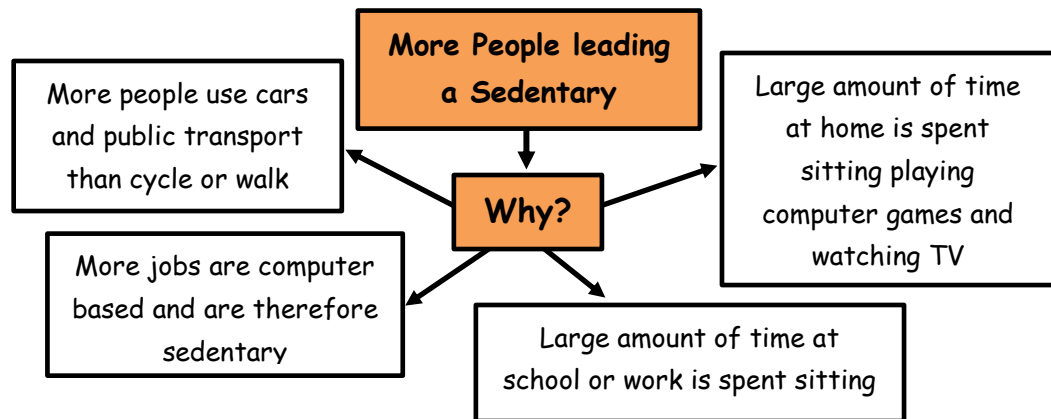 More People leading
a Sedentary
More people use cars
and public transport
than cycle or walk
Why?
Large amount of time
at home is spent
sitting playing
computer games and
watching TV
More jobs are computer
based and are therefore
sedentary
Large amount of time at
school or work is spent sitting